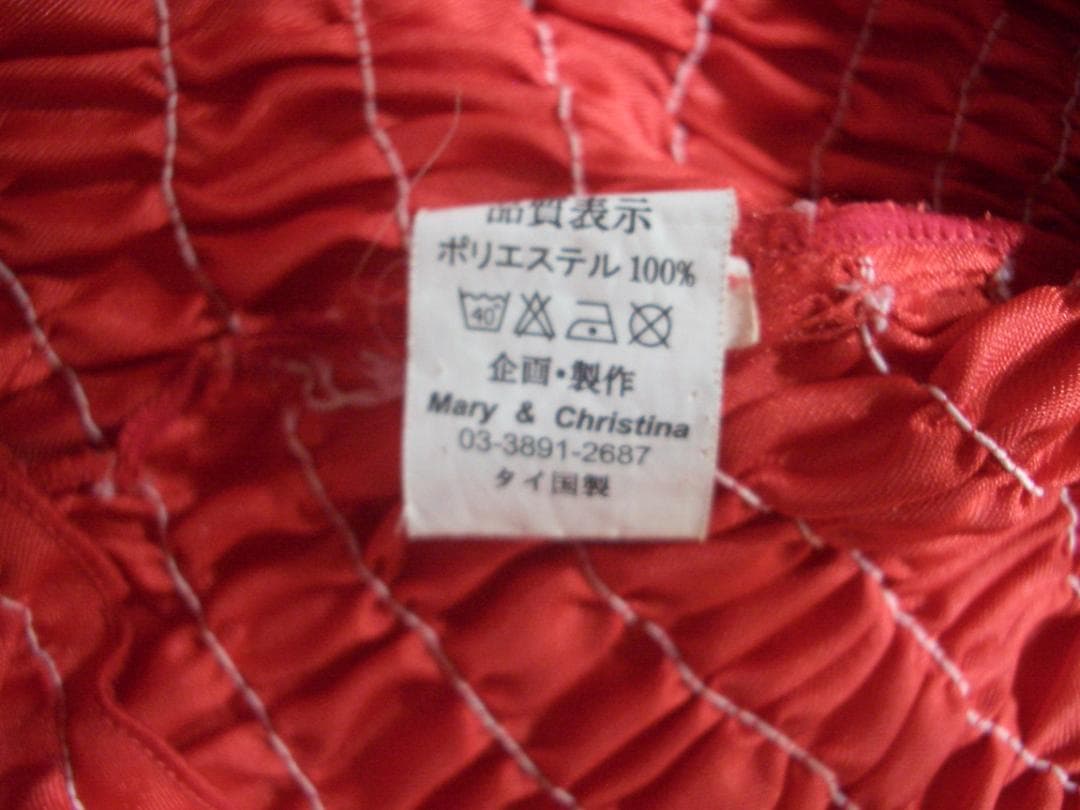 品質表示
ポリエステル 100%
40
企画・製作
Mary & Christina
03-3891-2687
タイ国製